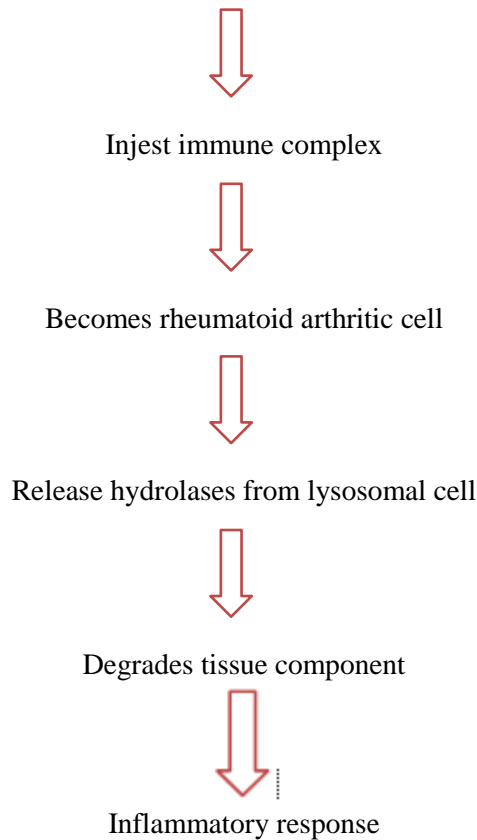 Injest immune complex
Becomes rheumatoid arthritic cell
Release hydrolases from lysosomal cell
Degrades tissue component
Inflammatory response